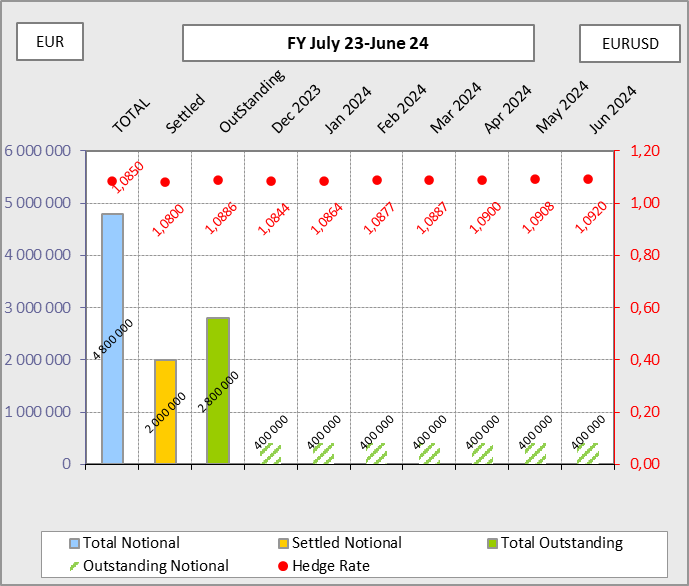 EUR
FY July 23-June 24
EURUSD
TOTAL Settled OutStanding Dec 2023 Jan 2024 Feb 2024 Mar 2024 Apr 2024 May 2024 Jun 2024
6 000 000 1,20
1,0850 1,0800 1,0886 1,0844 1,0864 1,0877 1,0887 1,0900 1,0908 1,0920
5 000 000 1,00
4 000 000 0,80
3 000 000 0,60
2 000 000 0,40
1 000 000 0,20
0 0,00
4 800 000 2 000 000 2 800 000 400 000 400 000 400 000 400 000 400 000 400 000 400 000
Total Notional Settled Notional Total Outstanding
Outstanding Notional Hedge Rate